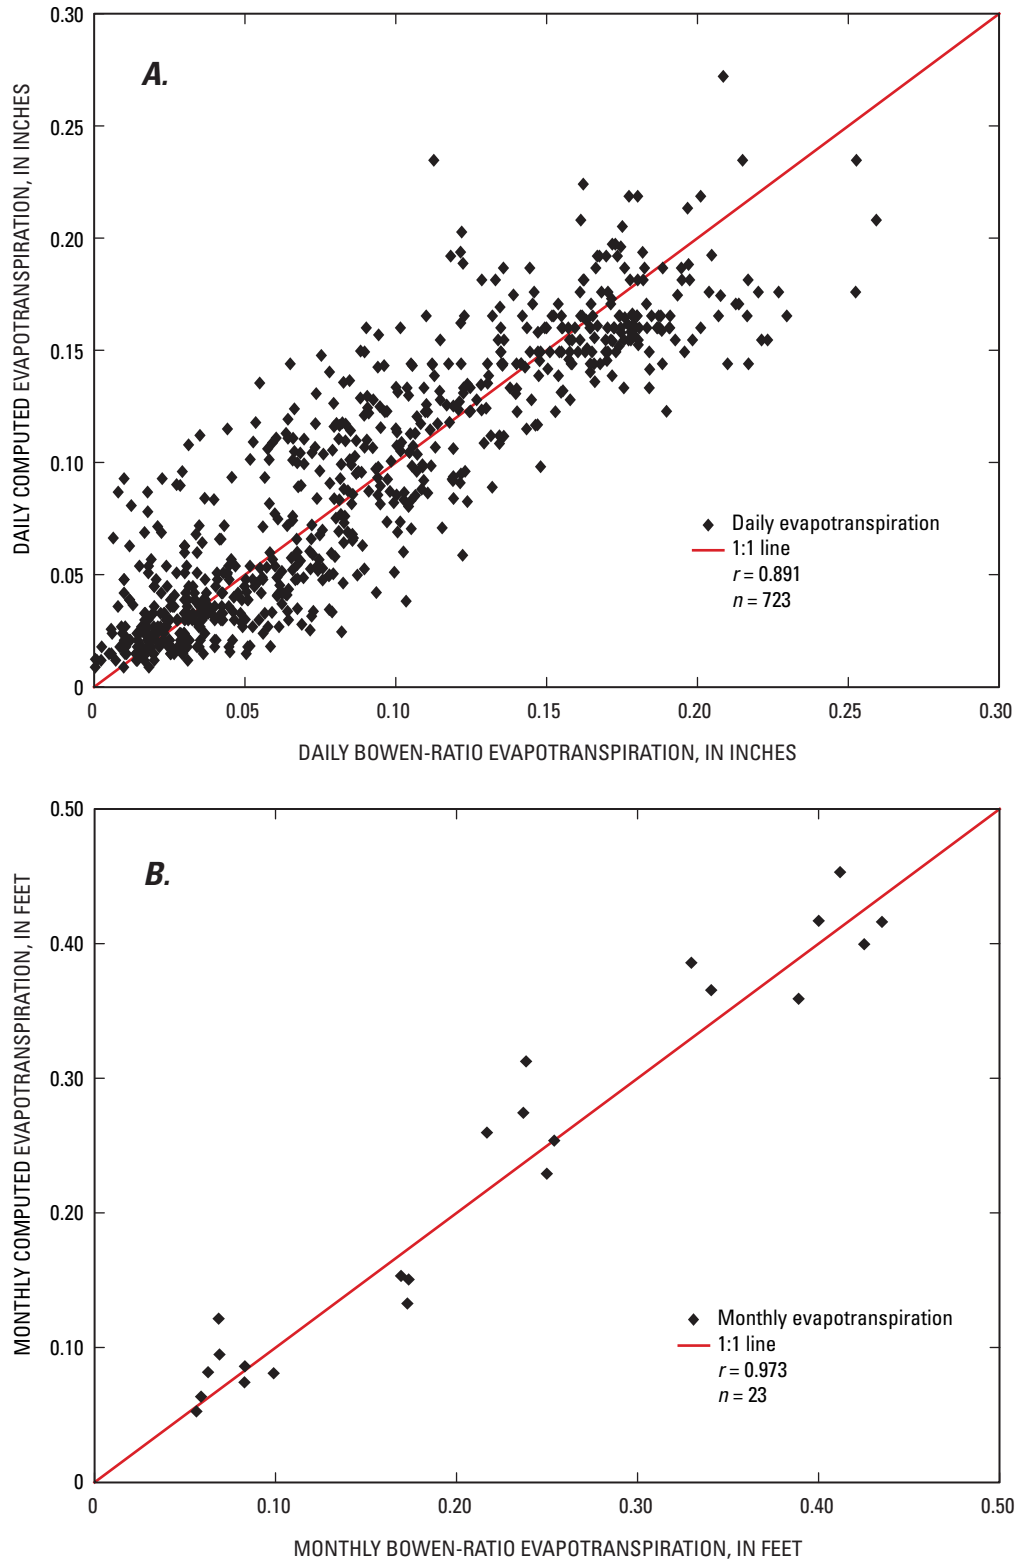 A.
DAILY COMPUTED EVAPOTRANSPIRATION, IN INCHES
0.30
0.25
0.20
0.15
0.10
0.05
0
Daily evapotranspiration
1:1 line
r = 0.891
n = 723
0 0.05 0.10 0.15 0.20 0.25 0.30
DAILY BOWEN-RATIO EVAPOTRANSPIRATION, IN INCHES
B.
MONTHLY COMPUTED EVAPOTRANSPIRATION, IN FEET
0.50
0.40
0.30
0.20
0.10
0
Monthly evapotranspiration
1:1 line
r = 0.973
n = 23
0 0.10 0.20 0.30 0.40 0.50
MONTHLY BOWEN-RATIO EVAPOTRANSPIRATION, IN FEET